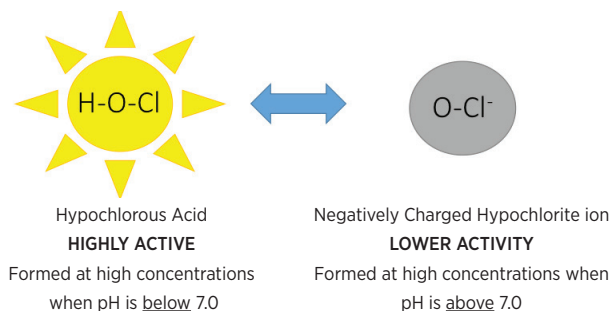 H-O-Cl
O-Cl⁻
Hypochlorous Acid
HIGHLY ACTIVE
Formed at high concentrations
when pH is below 7.0
Negatively Charged Hypochlorite ion
LOWER ACTIVITY
Formed at high concentrations when
pH is above 7.0